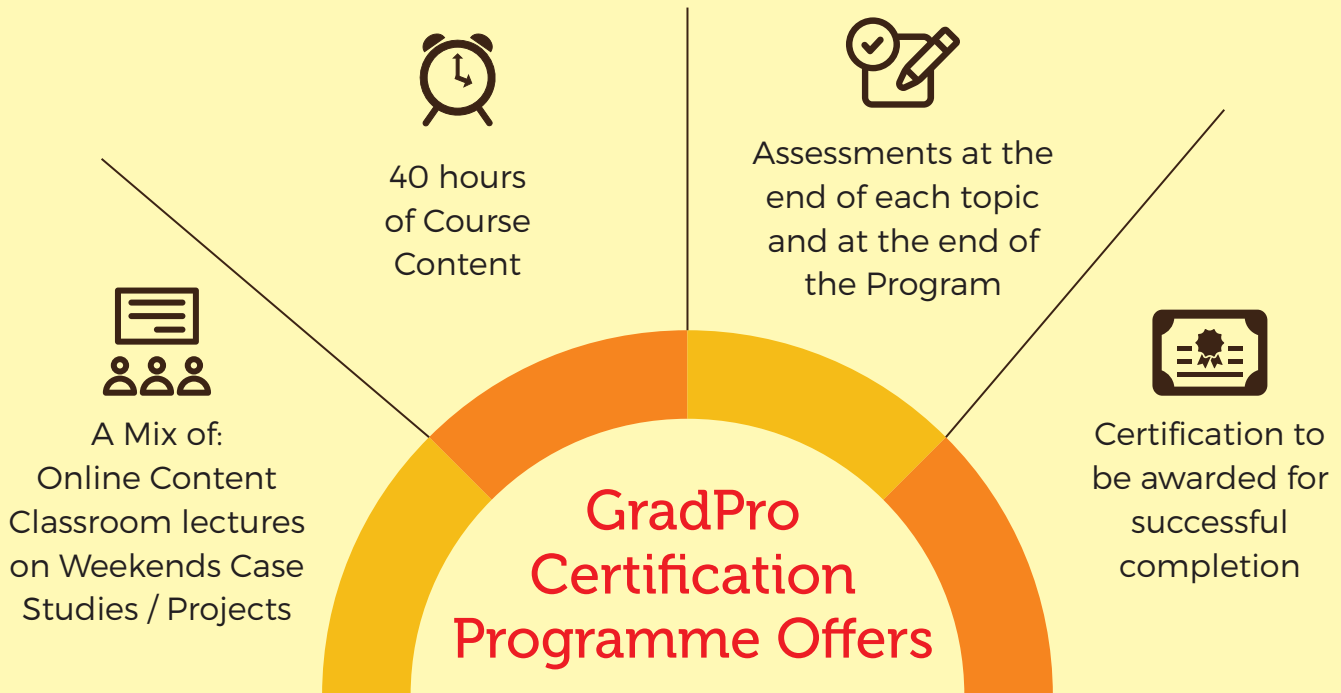 40 hours
of Course
Content
Assessments at the
end of each topic
and at the end of
the Program
A Mix of:
Online Content
Classroom lectures
on Weekends Case
Studies / Projects
Certification to
be awarded for
successful
completion
GradPro
Certification
Programme Offers